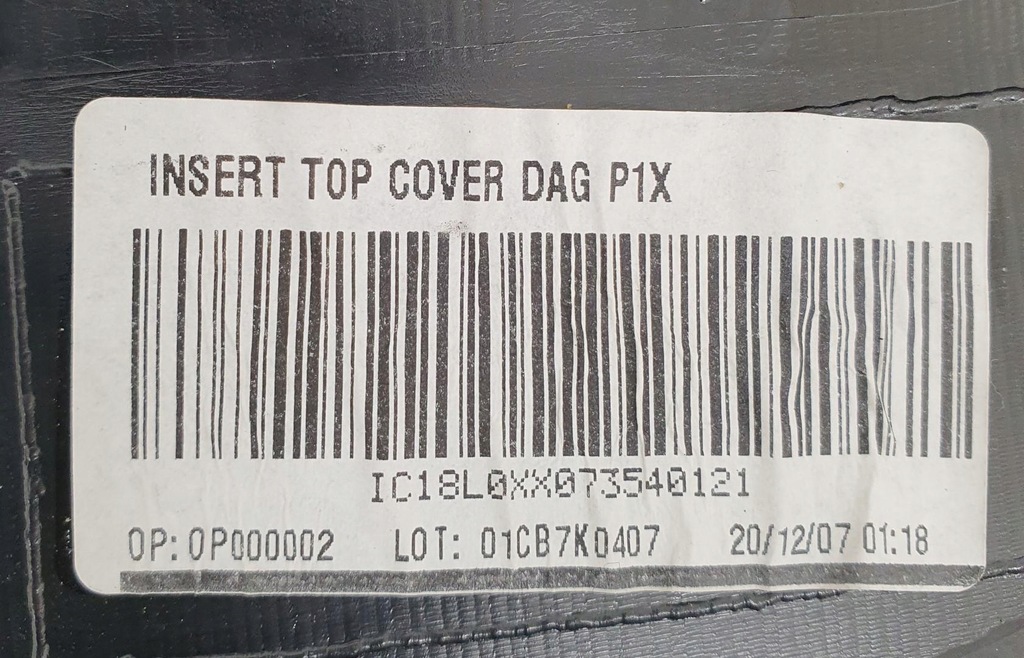 INSERT TOP COVER DAG P1X
IC18L0XX073540121
OP: OP000002 LOT: 01CB7K0407 20/12/07 01:18